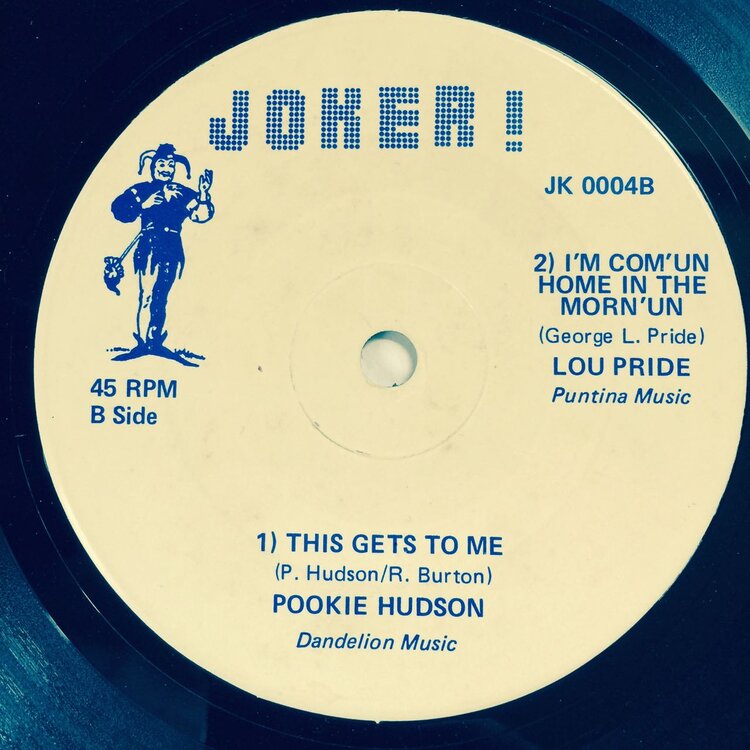 JOKER!
JK 0004B
2) I'M COM'UN
HOME IN THE
MORN'UN
(George L. Pride)
LOU PRIDE
Puntina Music
45 RPM
B Side
1) THIS GETS TO ME
(P. Hudson/R. Burton)
POOKIE HUDSON
Dandelion Music